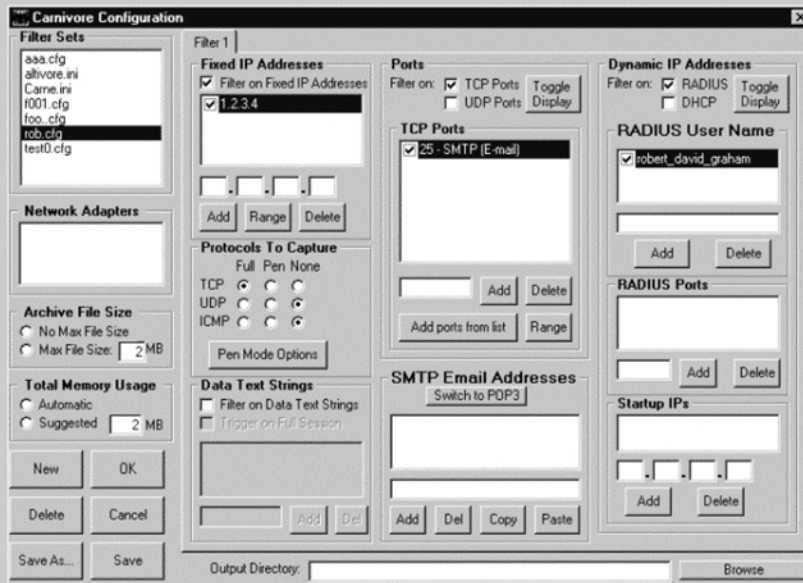 Carnivore Configuration
Filter Sets
aaa.cfg
altivore.ini
Carne.ini
f001.cfg
foo..cfg
rob.cfg
test0.cfg
Network Adapters
Archive File Size
No Max File Size
Max File Size: 2 MB
Total Memory Usage
Automatic
Suggested 2 MB
New OK
Delete Cancel
Save As... Save
Filter 1
Fixed IP Addresses
Filter on Fixed IP Addresses
1.2.3.4
. . .
Add Range Delete
Protocols To Capture
Full Pen None
TCP
UDP
ICMP
Pen Mode Options
Data Text Strings
Filter on Data Text Strings
Trigger on Full Session
Add Del
Ports
Filter on: TCP Ports
UDP Ports
Toggle
Display
TCP Ports
25 - SMTP (E-mail)
Add Delete
Add ports from list Range
SMTP Email Addresses
Switch to POP3
Add Del Copy Paste
Dynamic IP Addresses
Filter on: RADIUS
DHCP
Toggle
Display
RADIUS User Name
robert_david_graham
Add Delete
RADIUS Ports
Add Delete
Startup IPs
. . .
Add Delete
Output Directory: Browse